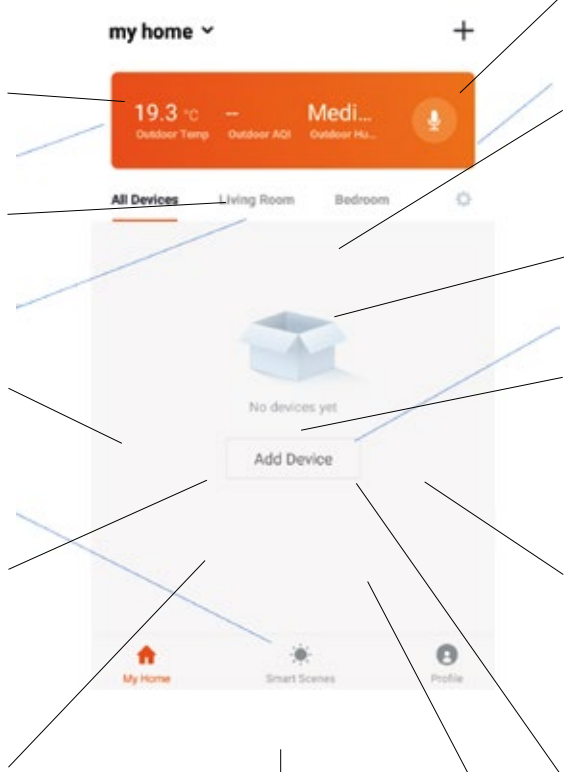 my home
19.3 °C -- Medi...
Outdoor Temp Outdoor AQI Outdoor Hu...
All Devices Living Room Bedroom
No devices yet
Add Device
My Home Smart Scenes Profile